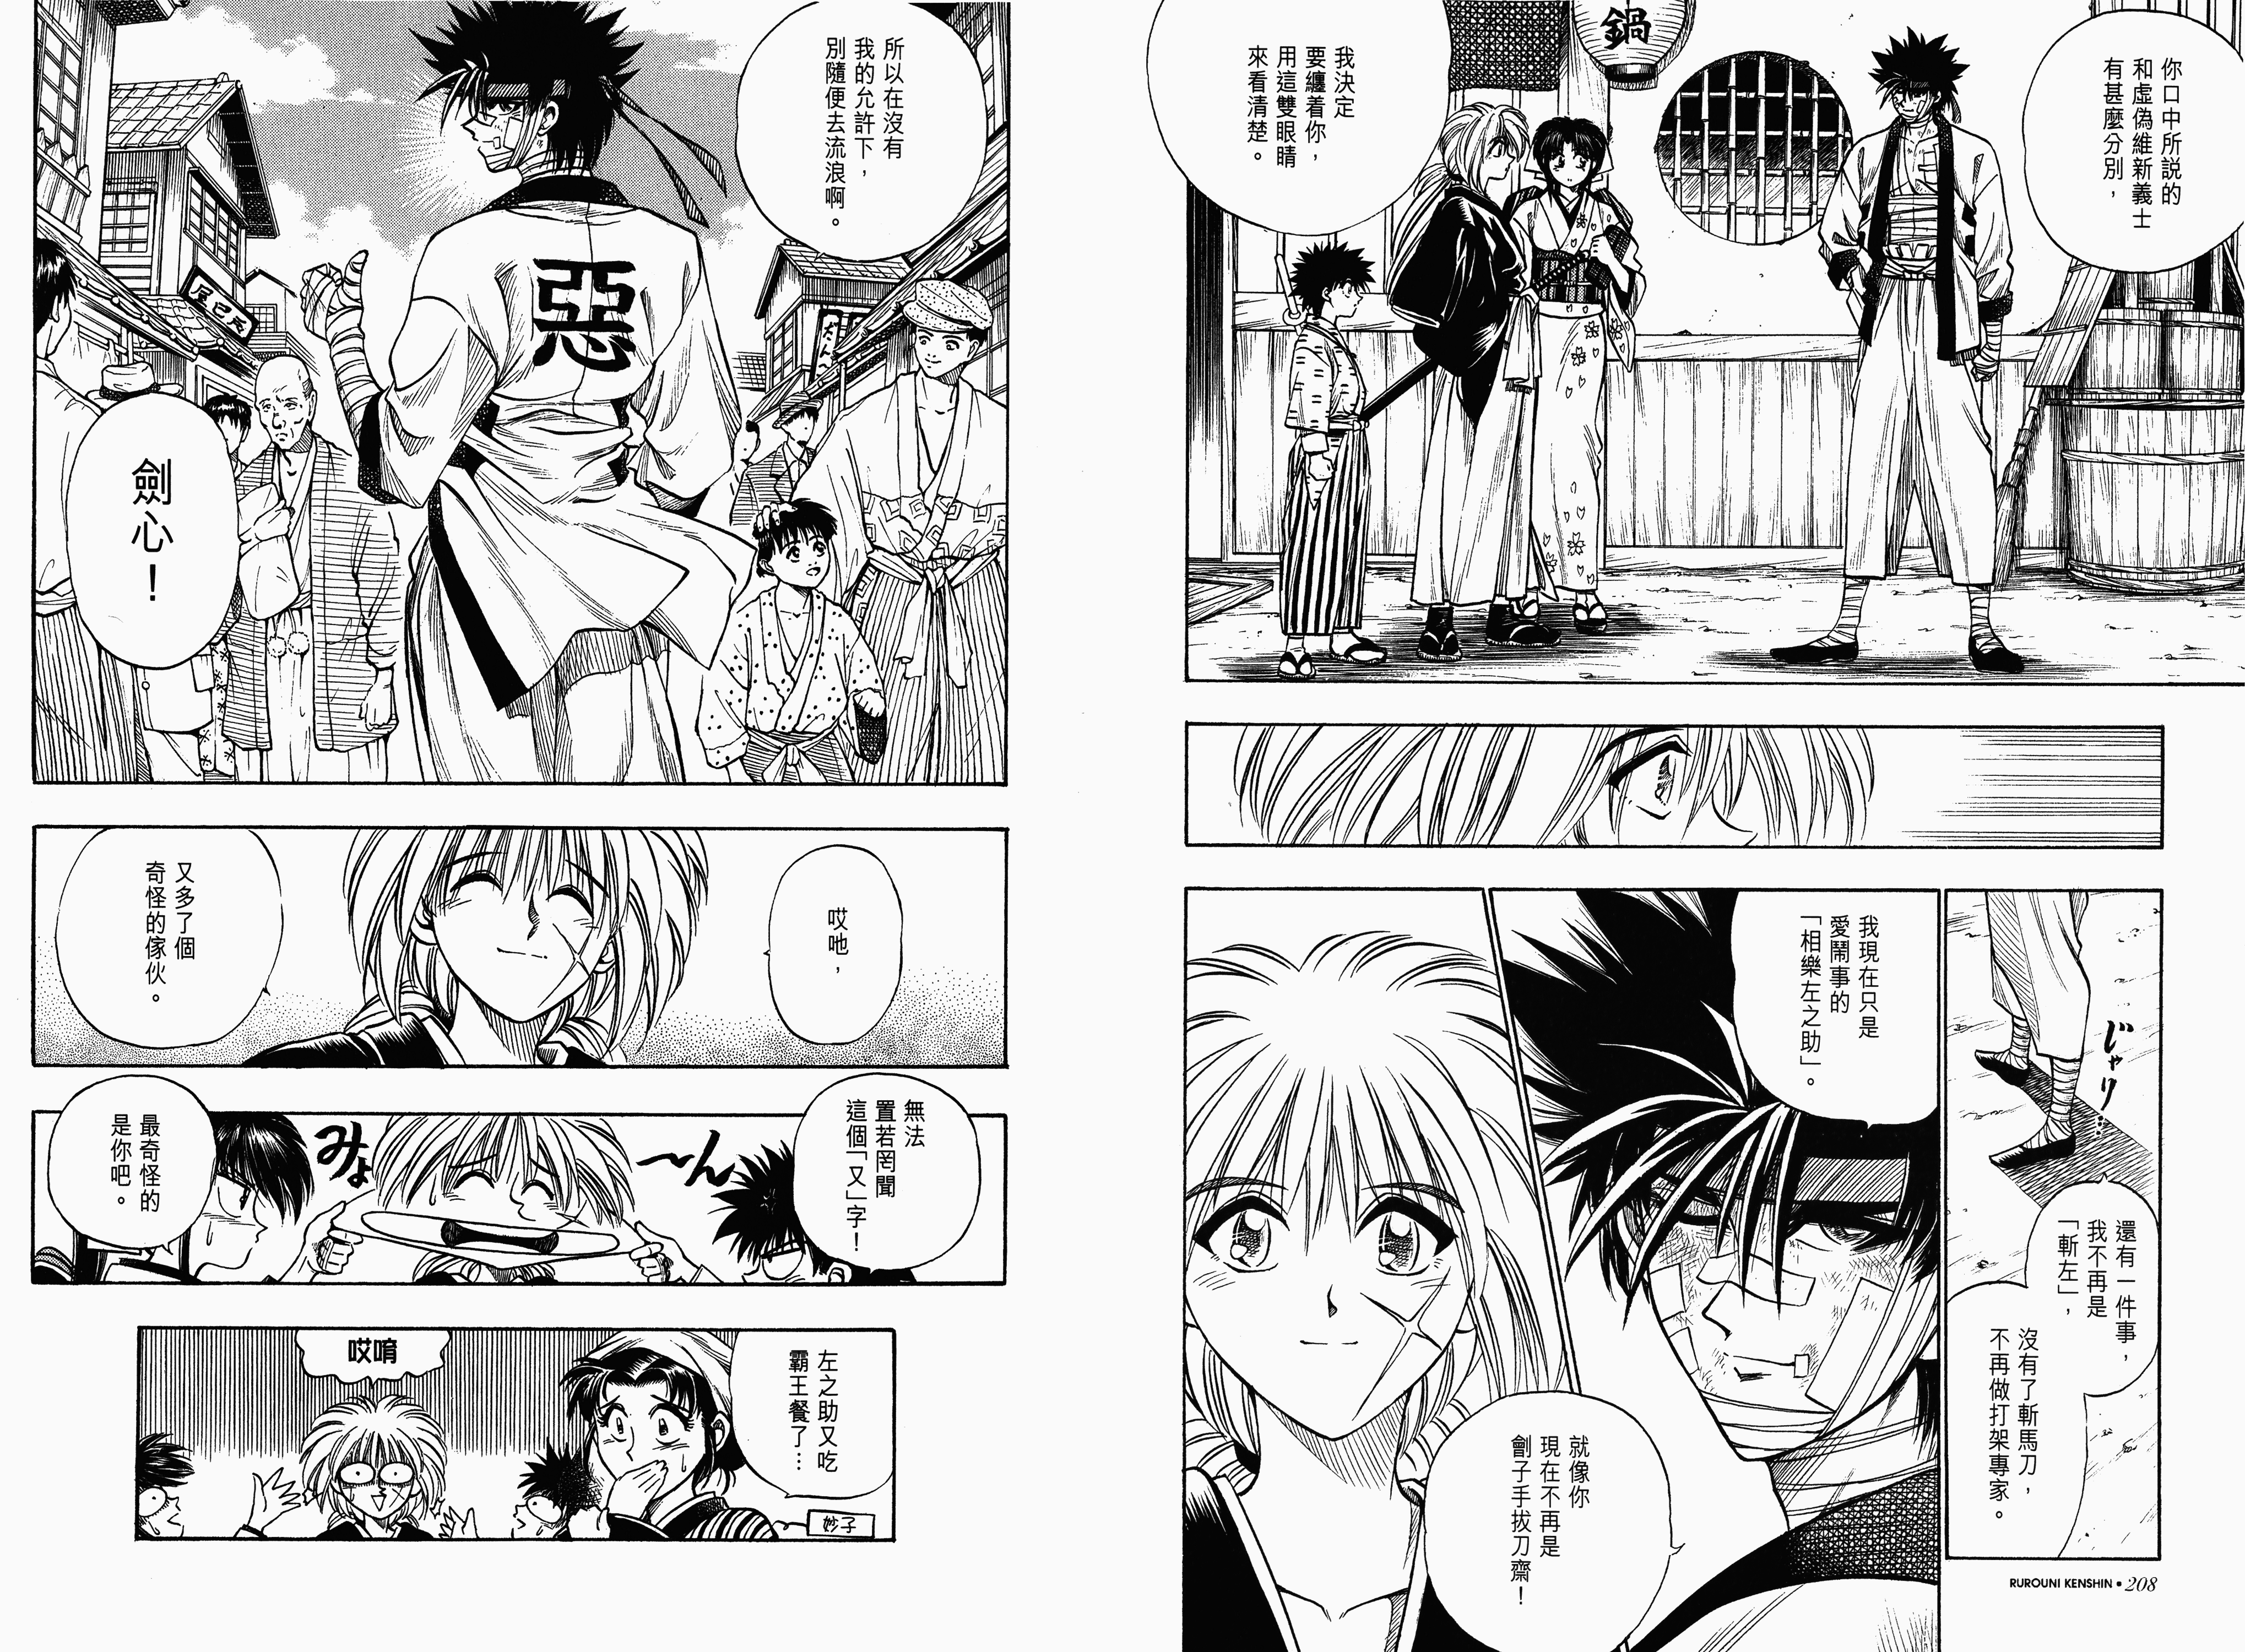 鍋
你口中所説的
和虛偽維新義士
有甚麼分別，
我決定
要纏着你，
用這雙眼睛
來看清楚。
じゃり…
還有一件事，
我不再是
「斬左」，
沒有了斬馬刀，
不再做打架專家。
我現在只是
愛鬧事的
「相樂左之助」。
就像你
現在不再是
劊子手拔刀齋！
RUROUNI KENSHIN • 208
所以在沒有
我的允許下，
別隨便去流浪啊。
惡
劍心！
哎吔，
又多了個
奇怪的傢伙。
無法
置若罔聞
這個「又」字！
みょ
〜ん
最奇怪的
是你吧。
左之助又吃
霸王餐了…
妙子
哎唷